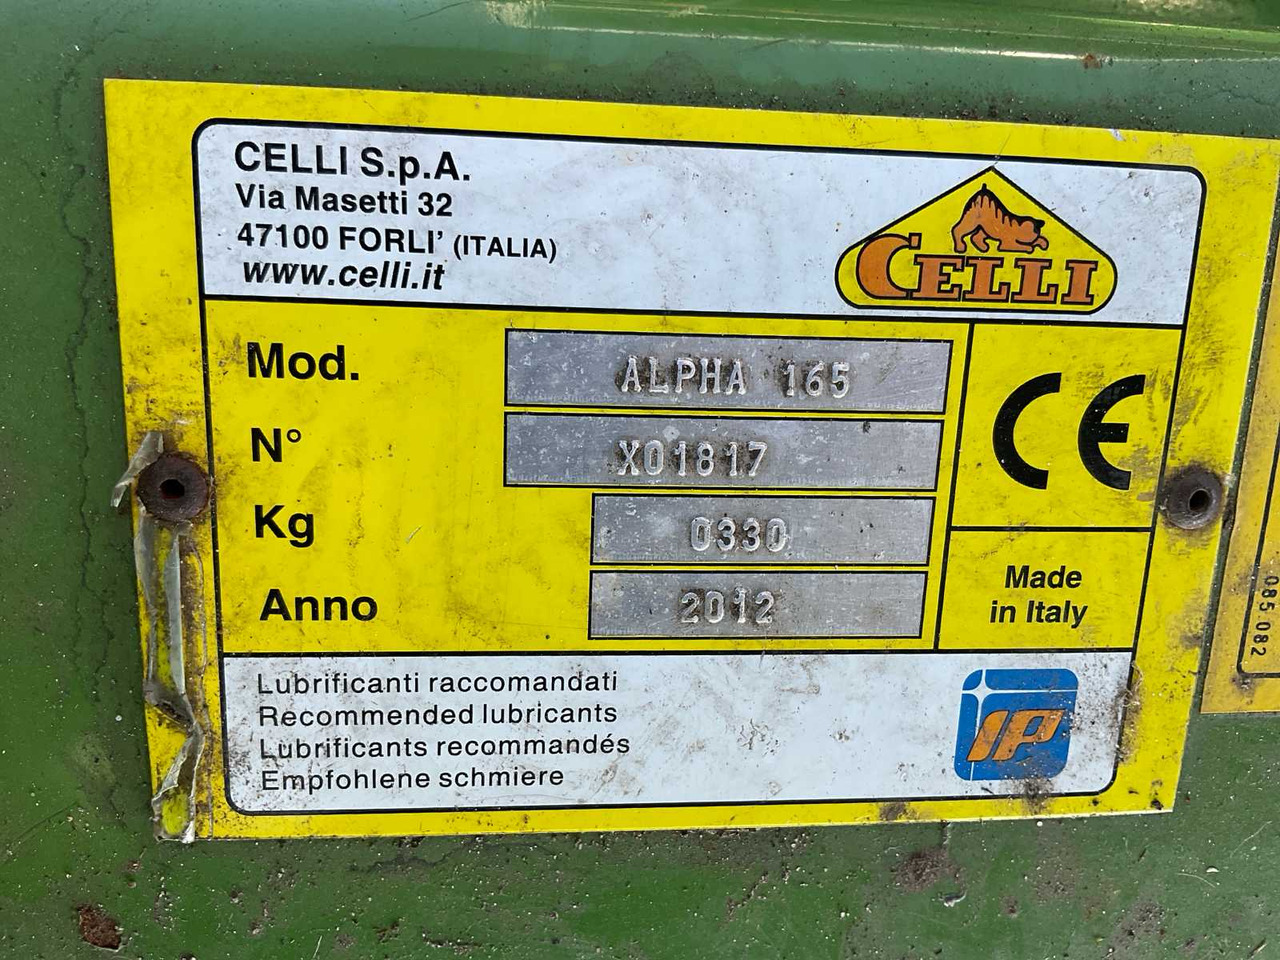 CELLI S.p.A.
Via Masetti 32
47100 FORLI' (ITALIA)
www.celli.it
CELLI
Mod. ALPHA 165
N° X01817
Kg 0330
Anno 2012
CE
Made
in Italy
Lubrificanti raccomandati
Recommended lubricants
Lubrificants recommandés
Empfohlene schmiere
IP
085.082